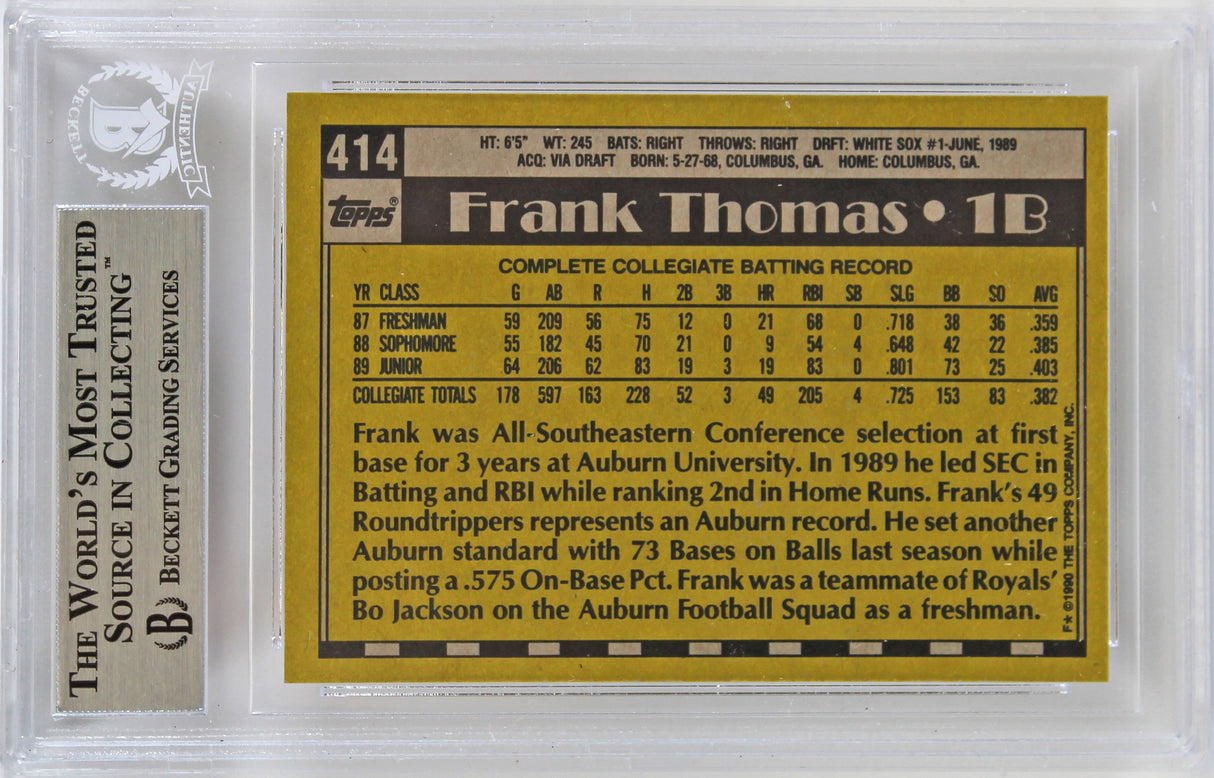 BECKETT
AUTHENTIC
B
THE WORLD'S MOST TRUSTED
SOURCE IN COLLECTING™
B BECKETT GRADING SERVICES
414
HT: 6'5" WT: 245 BATS: RIGHT THROWS: RIGHT DRFT: WHITE SOX #1-JUNE, 1989
ACQ: VIA DRAFT BORN: 5-27-68, COLUMBUS, GA. HOME: COLUMBUS, GA.
topps®
Frank Thomas • 1B
COMPLETE COLLEGIATE BATTING RECORD
YR CLASS G AB R H 2B 3B HR RBI SB SLG BB SO AVG
87 FRESHMAN 59 209 56 75 12 0 21 68 0 .718 38 36 .359
88 SOPHOMORE 55 182 45 70 21 0 9 54 4 .648 42 22 .385
89 JUNIOR 64 206 62 83 19 3 19 83 0 .801 73 25 .403
COLLEGIATE TOTALS 178 597 163 228 52 3 49 205 4 .725 153 83 .382
Frank was All-Southeastern Conference selection at first
base for 3 years at Auburn University. In 1989 he led SEC in
Batting and RBI while ranking 2nd in Home Runs. Frank's 49
Roundtrippers represents an Auburn record. He set another
Auburn standard with 73 Bases on Balls last season while
posting a .575 On-Base Pct. Frank was a teammate of Royals'
Bo Jackson on the Auburn Football Squad as a freshman.
F★ ©1990 THE TOPPS COMPANY, INC.